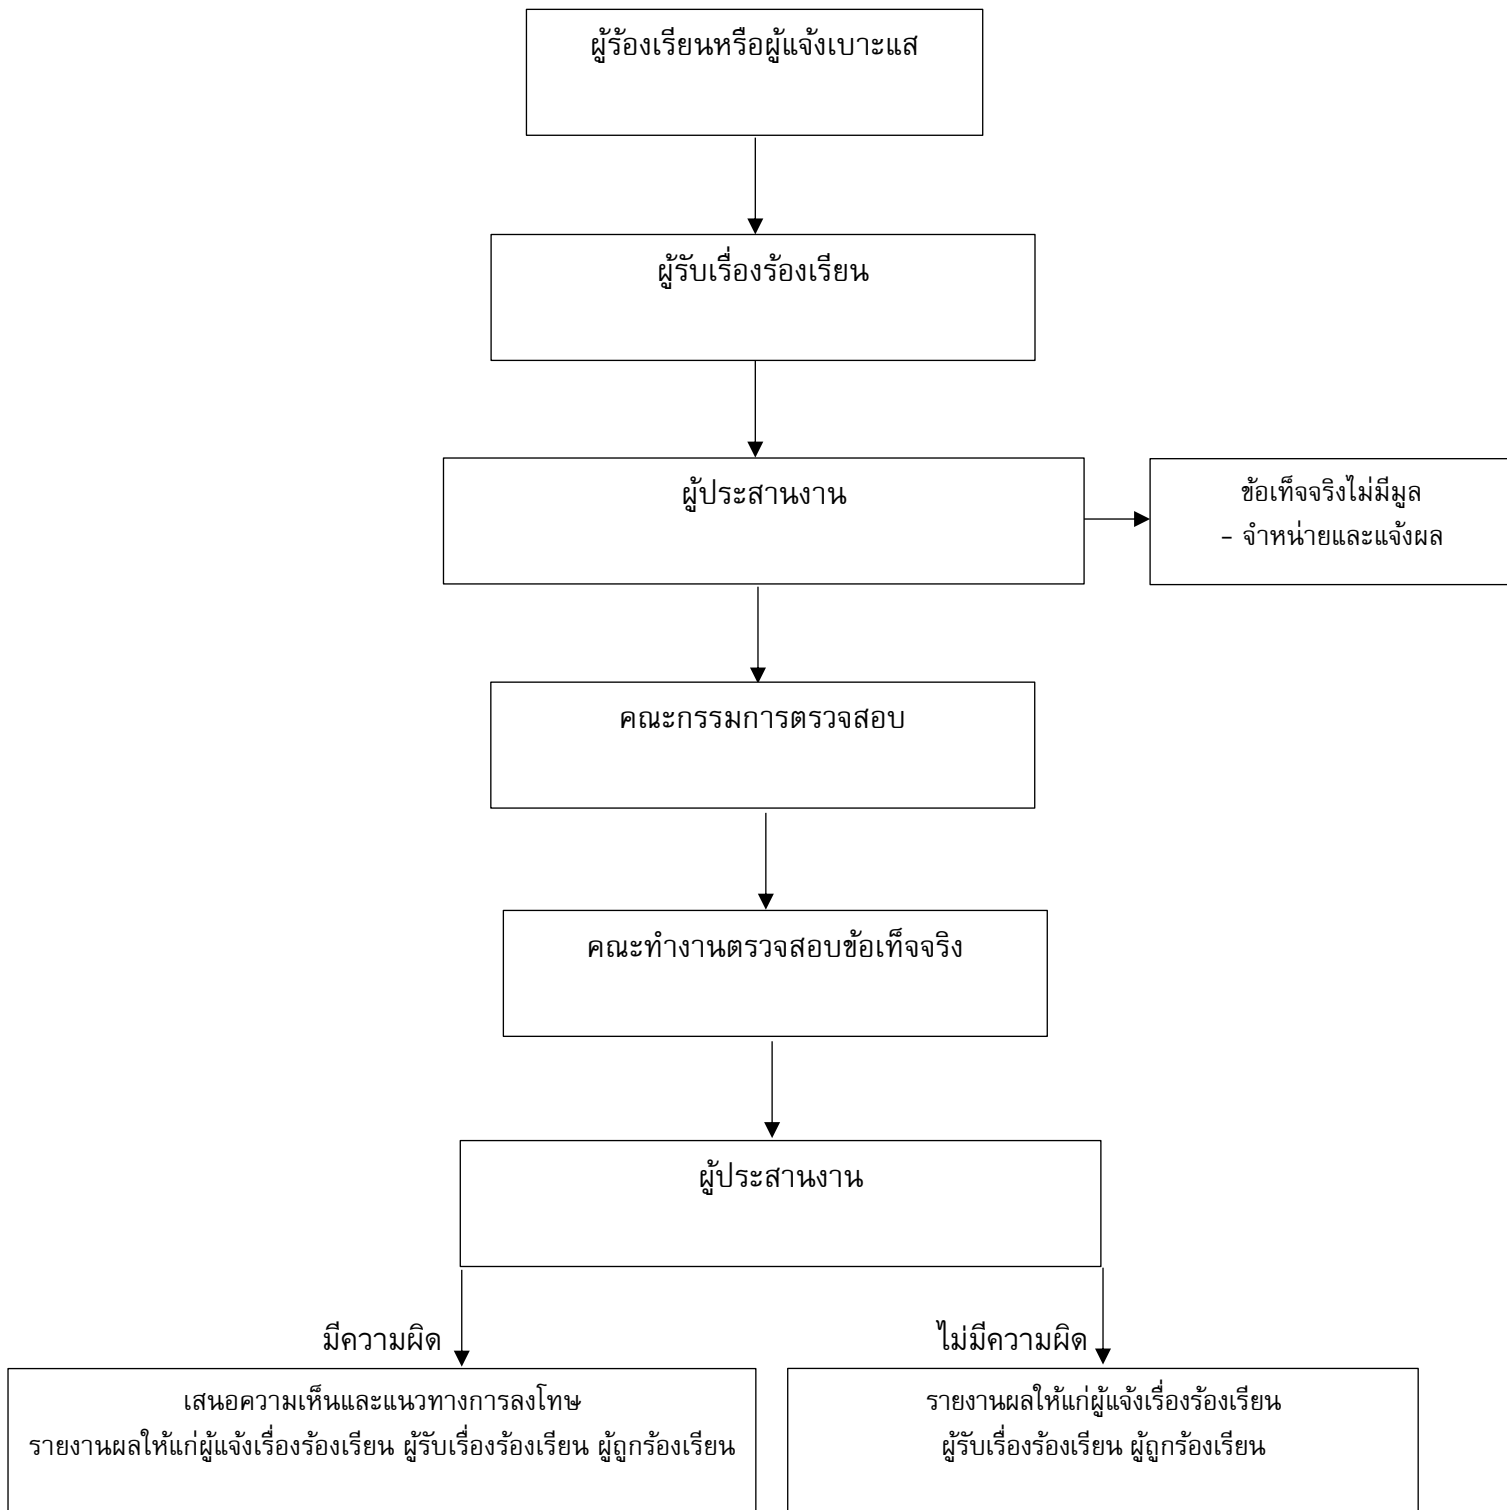 ผู้ร้องเรียนหรือผู้แจ้งเบาะแส
ผู้รับเรื่องร้องเรียน
ผู้ประสานงาน
ข้อเท็จจริงไม่มีมูล
- จำหน่ายและแจ้งผล
คณะกรรมการตรวจสอบ
คณะทำงานตรวจสอบข้อเท็จจริง
ผู้ประสานงาน
มีความผิด
ไม่มีความผิด
เสนอความเห็นและแนวทางการลงโทษ
รายงานผลให้แก่ผู้แจ้งเรื่องร้องเรียน ผู้รับเรื่องร้องเรียน ผู้ถูกร้องเรียน
รายงานผลให้แก่ผู้แจ้งเรื่องร้องเรียน
ผู้รับเรื่องร้องเรียน ผู้ถูกร้องเรียน